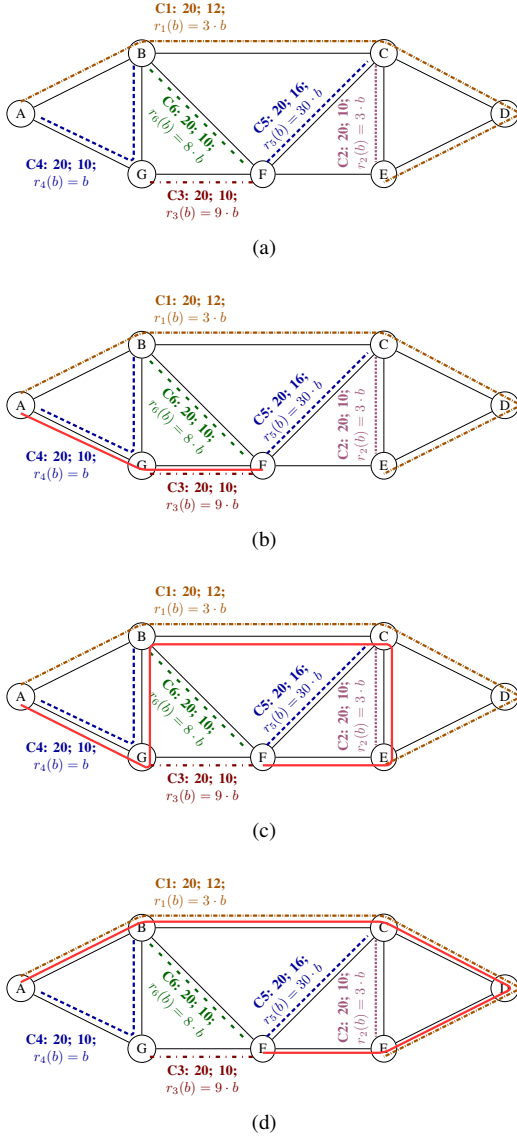 C1: 20; 12;
r₁(b) = 3 · b
B
C
A
D
C6: 20; 10;
r₆(b) = 8 · b
C5: 20; 16;
r₅(b) = 30 · b
C2: 20; 10;
r₂(b) = 3 · b
C4: 20; 10;
r₄(b) = b
G
F
E
C3: 20; 10;
r₃(b) = 9 · b
(a)
C1: 20; 12;
r₁(b) = 3 · b
B
C
A
D
C6: 20; 10;
r₆(b) = 8 · b
C5: 20; 16;
r₅(b) = 30 · b
C2: 20; 10;
r₂(b) = 3 · b
C4: 20; 10;
r₄(b) = b
G
F
E
C3: 20; 10;
r₃(b) = 9 · b
(b)
C1: 20; 12;
r₁(b) = 3 · b
B
C
A
D
C6: 20; 10;
r₆(b) = 8 · b
C5: 20; 16;
r₅(b) = 30 · b
C2: 20; 10;
r₂(b) = 3 · b
C4: 20; 10;
r₄(b) = b
G
F
E
C3: 20; 10;
r₃(b) = 9 · b
(c)
C1: 20; 12;
r₁(b) = 3 · b
B
C
A
D
C6: 20; 10;
r₆(b) = 8 · b
C5: 20; 16;
r₅(b) = 30 · b
C2: 20; 10;
r₂(b) = 3 · b
C4: 20; 10;
r₄(b) = b
G
F
E
C3: 20; 10;
r₃(b) = 9 · b
(d)